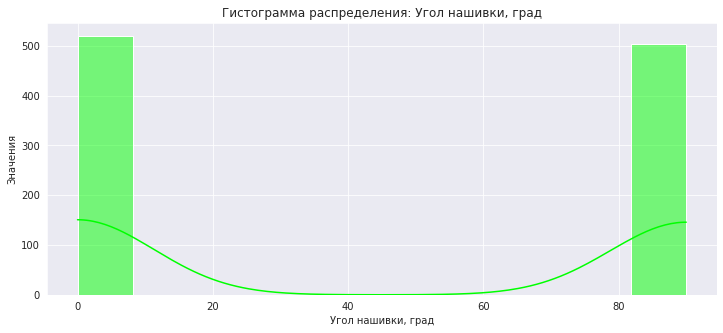 Гистограмма распределения: Угол нашивки, град
500
400
300
200
100
0
Значения
0 20 40 60 80
Угол нашивки, град